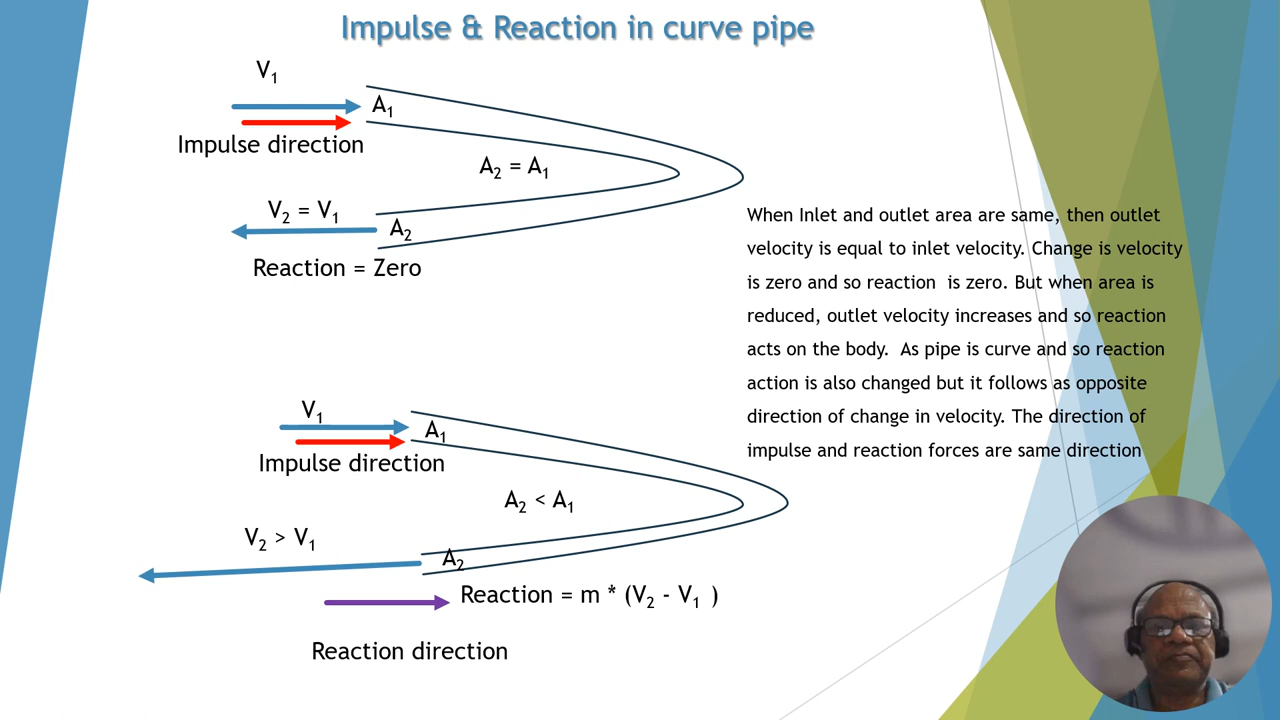 Impulse & Reaction in curve pipe
V₁
A₁
Impulse direction
A₂ = A₁
V₂ = V₁
A₂
Reaction = Zero
When Inlet and outlet area are same, then outlet
velocity is equal to inlet velocity. Change is velocity
is zero and so reaction is zero. But when area is
reduced, outlet velocity increases and so reaction
acts on the body. As pipe is curve and so reaction
action is also changed but it follows as opposite
direction of change in velocity. The direction of
impulse and reaction forces are same direction
V₁
A₁
Impulse direction
A₂ < A₁
V₂ > V₁
A₂
Reaction = m * (V₂ - V₁ )
Reaction direction